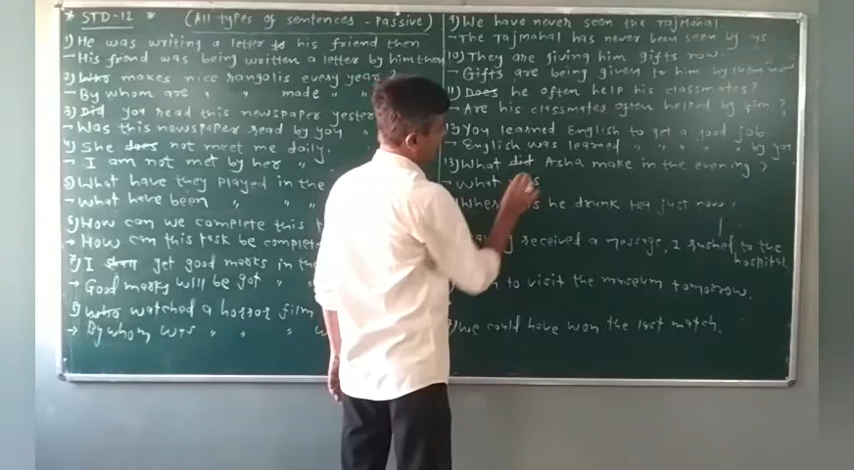 * STD-12 * (All types of sentences - Passive)
1) He was writing a letter to his friend then.
- His friend was being written a letter by him then
2) Who makes nice rangolis every year?
- By whom are " " made "
3) Did you read this newspaper yester
- Was this newspaper read by you
4) She does not meet me daily.
- I am not met by her "
5) What have they played in the
- What have been " "
6) How can we complete this
→ How can this task be complet
7) I shall get good marks in th
→ Good marks will be got "
8) Who watched a horror film
→ By whom was " " "
9) We have never seen the Tajmahal
- The Tajmahal has never been seen by us
10) They are giving him gifts now.
- Gifts are being given to him by them now
11) Does he often help his classmates?
- Are his classmates often helped by him?
You learned English to get a good job
- English was learned " " " " " by you
13) What did Asha make in the evening?
- What
he drunk tea just now?
received a message, I rushed to the
hospital.
to visit the museum tomorrow.
We could have won the last match.